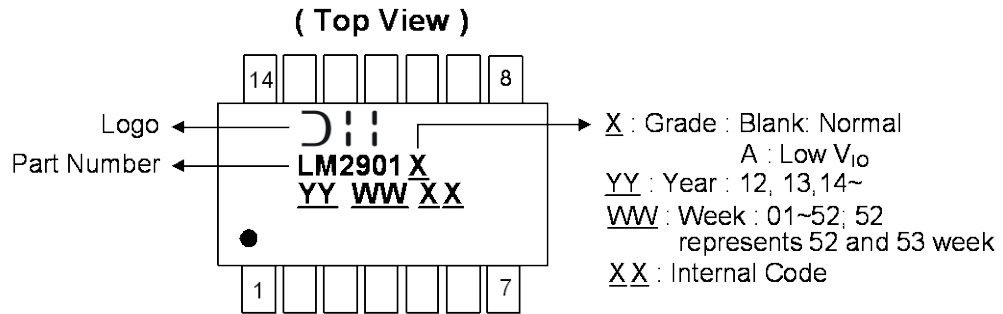 ( Top View )
14 8
Logo
Part Number
LM2901 X
YY WW X X
1 7
X : Grade : Blank: Normal
A : Low VIO
YY : Year : 12, 13,14~
WW : Week : 01~52; 52
represents 52 and 53 week
X X : Internal Code